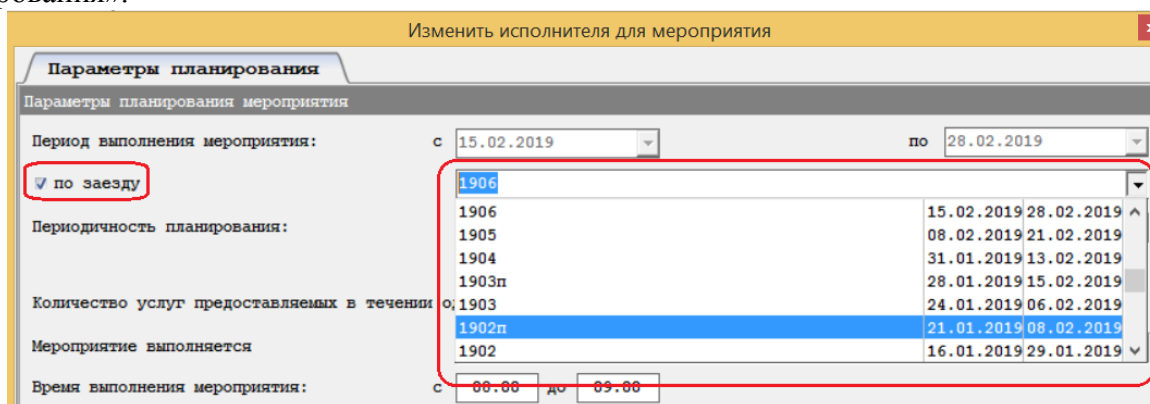 рования».
Изменить исполнителя для мероприятия
Параметры планирования
Параметры планирования мероприятия
Период выполнения мероприятия: с 15.02.2019 по 28.02.2019
по заезду 1906
1906 15.02.2019 28.02.2019
Периодичность планирования:
1905 08.02.2019 21.02.2019
1904 31.01.2019 13.02.2019
1903п 28.01.2019 15.02.2019
Количество услуг предоставляемых в течении 1903 24.01.2019 06.02.2019
1902п 21.01.2019 08.02.2019
Мероприятие выполняется 1902 16.01.2019 29.01.2019
Время выполнения мероприятия: с 08.00 до 09.00